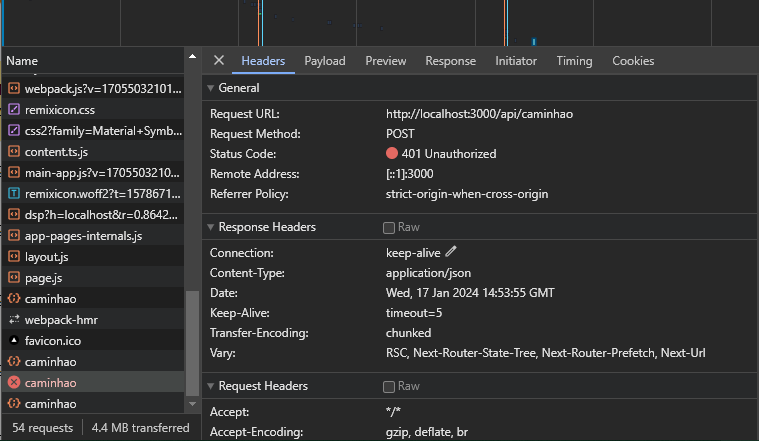 Name
webpack.js?v=17055032101...
remixicon.css
css2?family=Material+Symb...
content.ts.js
main-app.js?v=1705503210...
remixicon.woff2?t=1578671...
dsp?h=localhost&r=0.8642...
app-pages-internals.js
layout.js
page.js
caminhao
webpack-hmr
favicon.ico
caminhao
caminhao
caminhao
54 requests
4.4 MB transferred
Headers Payload Preview Response Initiator Timing Cookies
General
Request URL: http://localhost:3000/api/caminhao
Request Method: POST
Status Code: 401 Unauthorized
Remote Address: [::1]:3000
Referrer Policy: strict-origin-when-cross-origin
Response Headers Raw
Connection: keep-alive
Content-Type: application/json
Date: Wed, 17 Jan 2024 14:53:55 GMT
Keep-Alive: timeout=5
Transfer-Encoding: chunked
Vary: RSC, Next-Router-State-Tree, Next-Router-Prefetch, Next-Url
Request Headers Raw
Accept: */*
Accept-Encoding: gzip, deflate, br